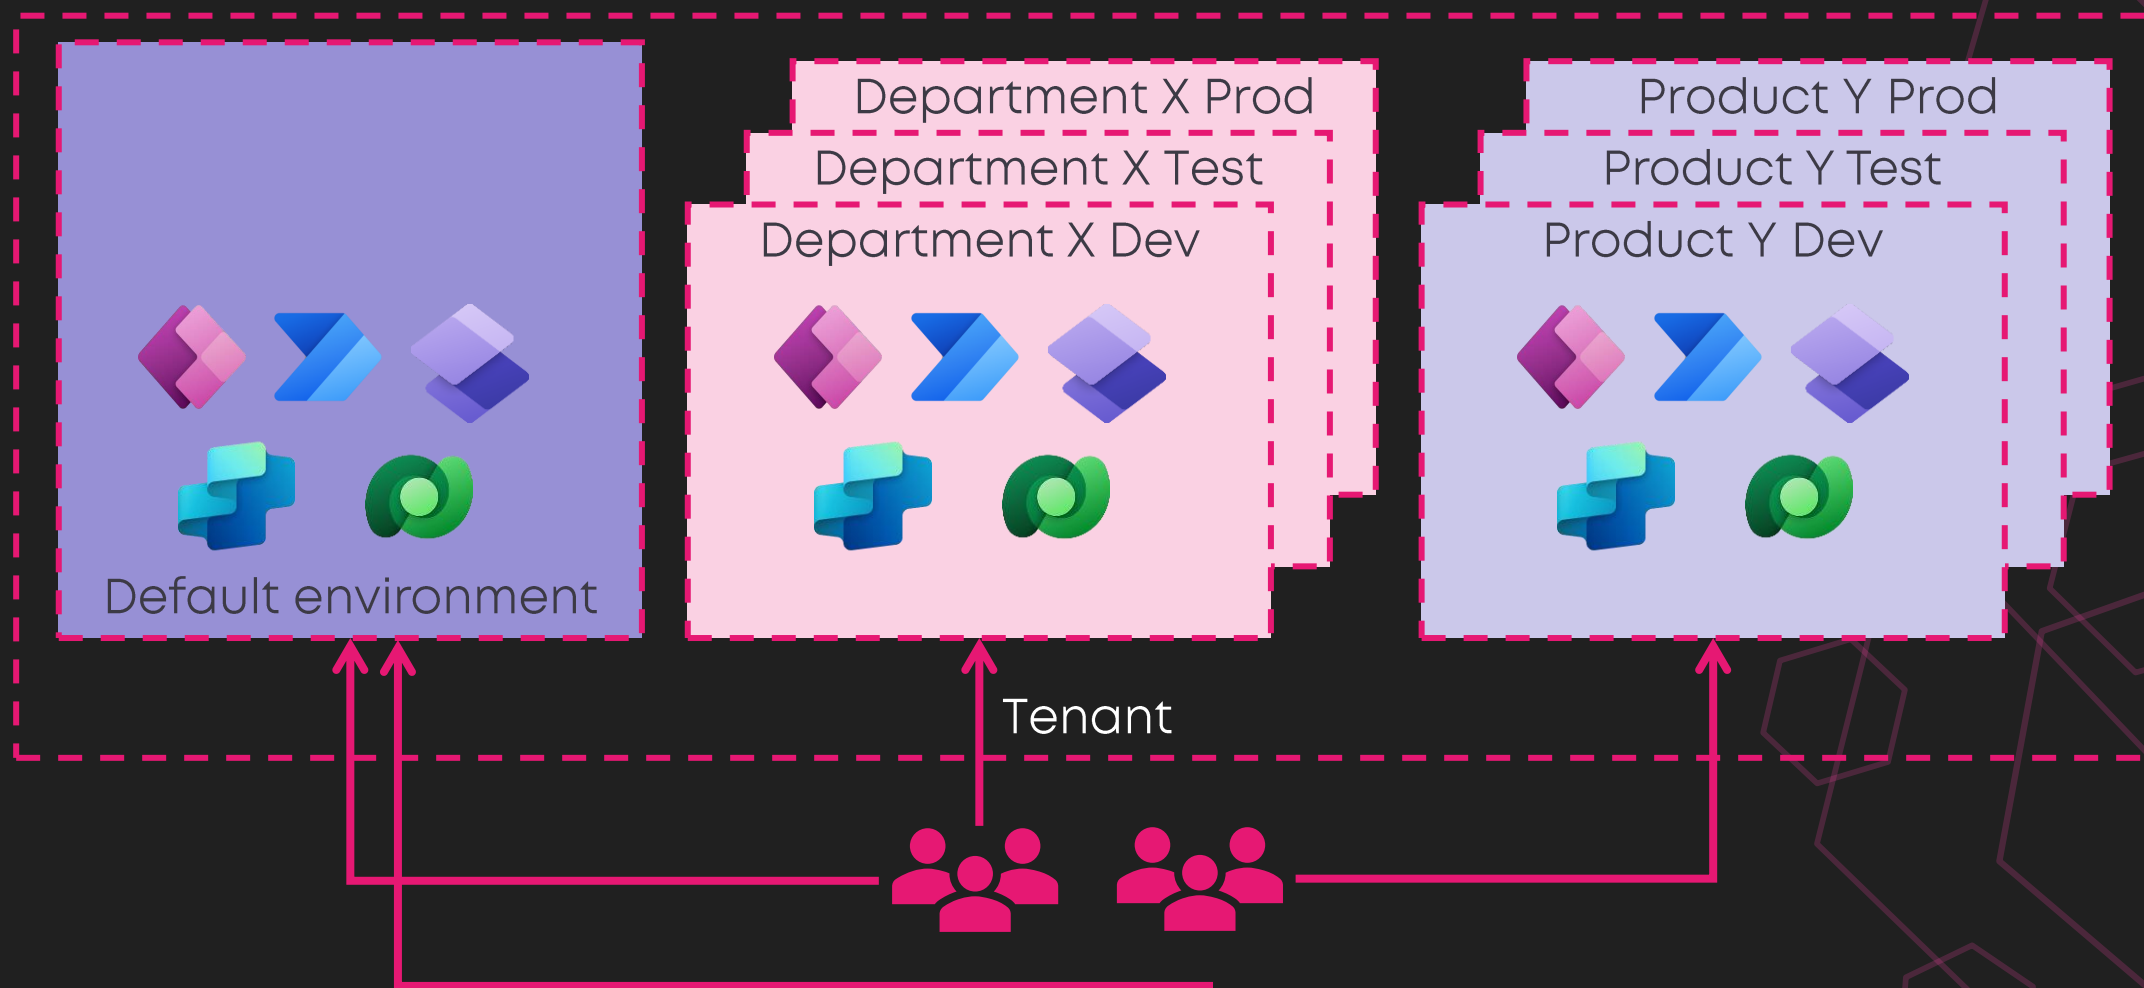 Department X Prod
Department X Test
Department X Dev
Product Y Prod
Product Y Test
Product Y Dev
Default environment
Tenant